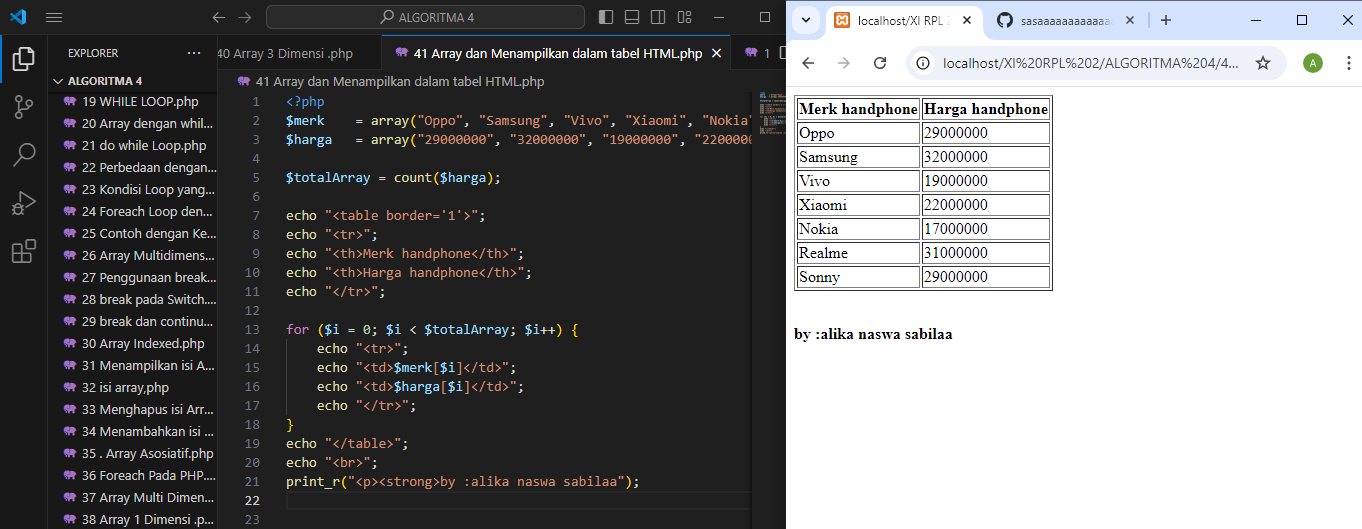 ALGORITMA 4
EXPLORER
ALGORITMA 4
19 WHILE LOOP.php
20 Array dengan whil...
21 do while Loop.php
22 Perbedaan dengan...
23 Kondisi Loop yang...
24 Foreach Loop den...
25 Contoh dengan Ke...
26 Array Multidimens...
27 Penggunaan break...
28 break pada Switch....
29 break dan continu...
30 Array Indexed.php
31 Menampilkan isi A...
32 isi array,php
33 Menghapus isi Arr...
34 Menambahkan isi ...
35 . Array Asosiatif.php
36 Foreach Pada PHP....
37 Array Multi Dimen...
38 Array 1 Dimensi .p...
40 Array 3 Dimensi .php
41 Array dan Menampilkan dalam tabel HTML.php
1
41 Array dan Menampilkan dalam tabel HTML.php
1 <?php
2 $merk    = array("Oppo", "Samsung", "Vivo", "Xiaomi", "Nokia"
3 $harga   = array("29000000", "32000000", "19000000", "2200000
4
5 $totalArray = count($harga);
6
7 echo "<table border='1'>";
8 echo "<tr>";
9 echo "<th>Merk handphone</th>";
10 echo "<th>Harga handphone</th>";
11 echo "</tr>";
12
13 for ($i = 0; $i < $totalArray; $i++) {
14     echo "<tr>";
15     echo "<td>$merk[$i]</td>";
16     echo "<td>$harga[$i]</td>";
17     echo "</tr>";
18 }
19 echo "</table>";
20 echo "<br>";
21 print_r("<p><strong>by :alika naswa sabilaa");
22
23
localhost/XI RPL 2
sasaaaaaaaaaaaa
localhost/XI%20RPL%202/ALGORITMA%204/4...
A
Merk handphone Harga handphone
Oppo 29000000
Samsung 32000000
Vivo 19000000
Xiaomi 22000000
Nokia 17000000
Realme 31000000
Sonny 29000000
by :alika naswa sabilaa